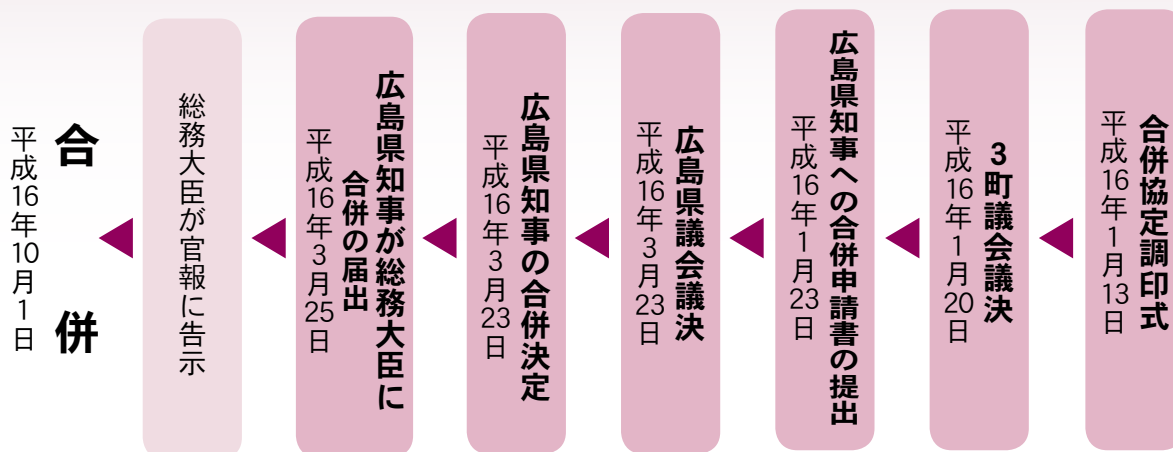 合併協定調印式
平成16年1月13日
3町議会議決
平成16年1月20日
広島県知事への合併申請書の提出
平成16年1月23日
広島県議会議決
平成16年3月23日
広島県知事の合併決定
平成16年3月23日
広島県知事が総務大臣に
合併の届出
平成16年3月25日
総務大臣が官報に告示
合併
平成16年10月1日